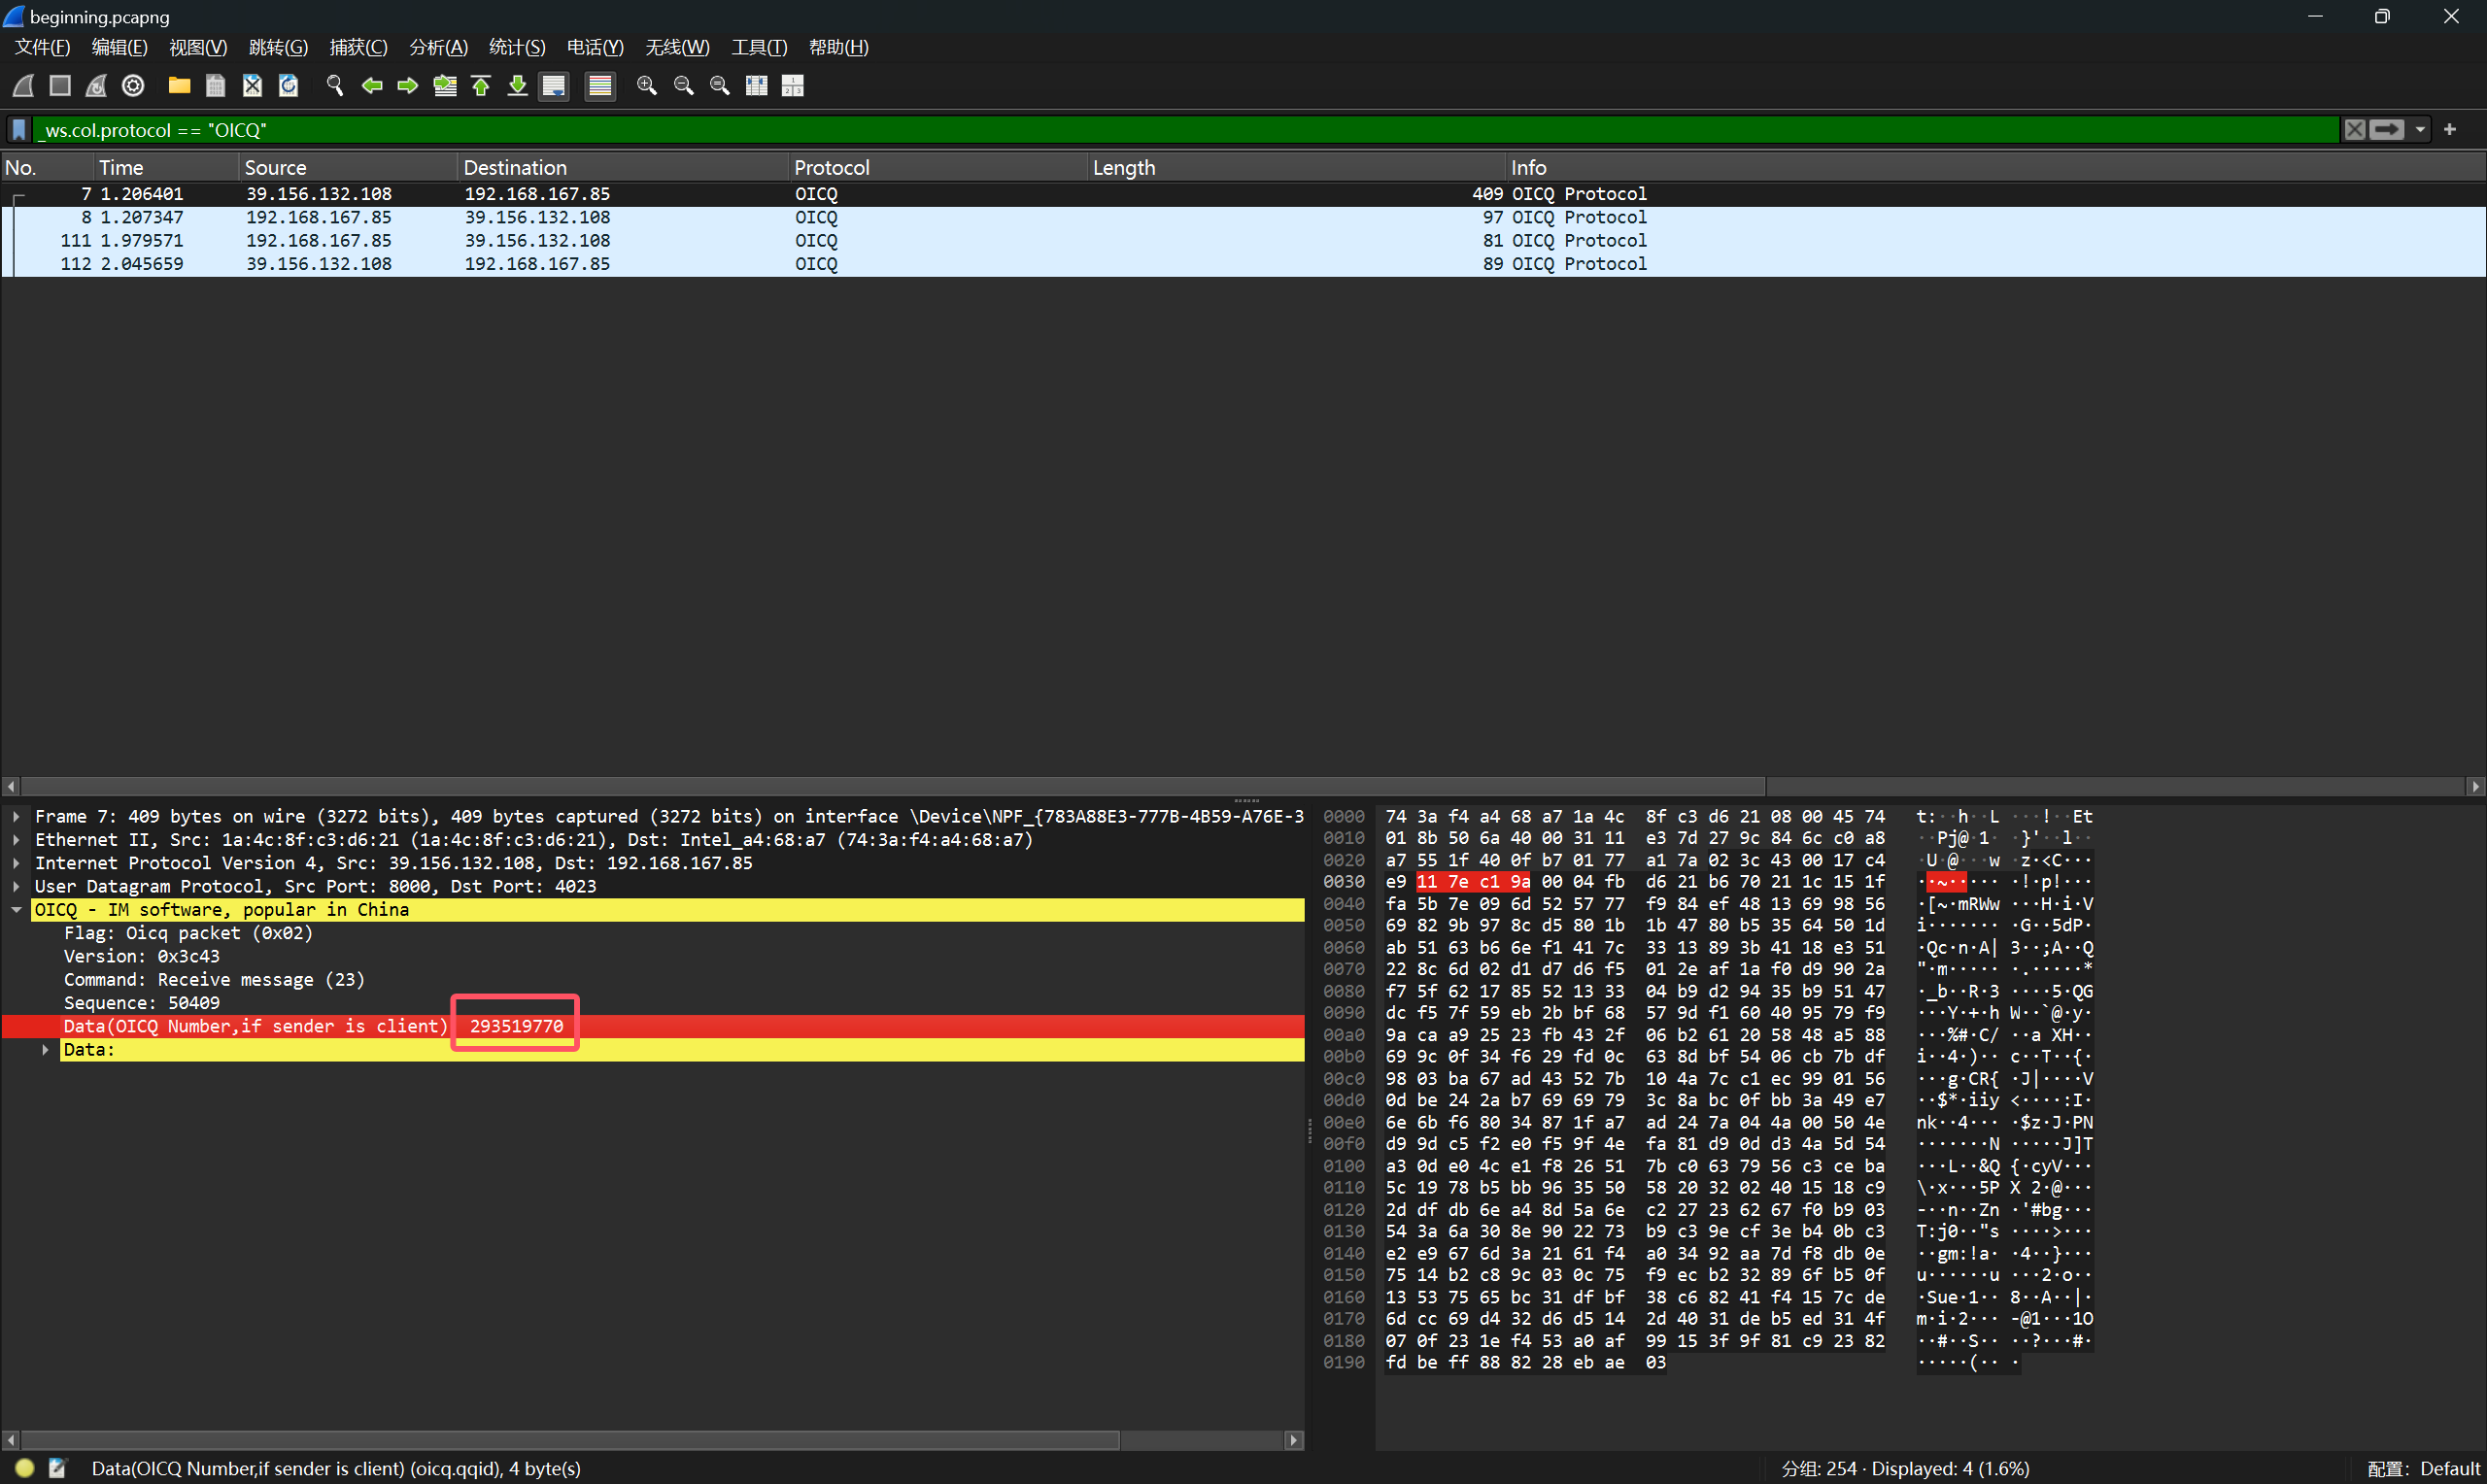 beginning.pcapng
文件(F) 编辑(E) 视图(V) 跳转(G) 捕获(C) 分析(A) 统计(S) 电话(Y) 无线(W) 工具(T) 帮助(H)
_ws.col.protocol == "OICQ"
No. Time Source Destination Protocol Length Info
7 1.206401 39.156.132.108 192.168.167.85 OICQ 409 OICQ Protocol
8 1.207347 192.168.167.85 39.156.132.108 OICQ 97 OICQ Protocol
111 1.979571 192.168.167.85 39.156.132.108 OICQ 81 OICQ Protocol
112 2.045659 39.156.132.108 192.168.167.85 OICQ 89 OICQ Protocol
Frame 7: 409 bytes on wire (3272 bits), 409 bytes captured (3272 bits) on interface \Device\NPF_{783A88E3-777B-4B59-A76E-3
Ethernet II, Src: 1a:4c:8f:c3:d6:21 (1a:4c:8f:c3:d6:21), Dst: Intel_a4:68:a7 (74:3a:f4:a4:68:a7)
Internet Protocol Version 4, Src: 39.156.132.108, Dst: 192.168.167.85
User Datagram Protocol, Src Port: 8000, Dst Port: 4023
OICQ - IM software, popular in China
Flag: Oicq packet (0x02)
Version: 0x3c43
Command: Receive message (23)
Sequence: 50409
Data(OICQ Number,if sender is client) 293519770
Data:
0000 74 3a f4 a4 68 a7 1a 4c 8f c3 d6 21 08 00 45 74 t:··h··L ···!··Et
0010 01 8b 50 6a 40 00 31 11 e3 7d 27 9c 84 6c c0 a8 ··Pj@·1· ·}'··l··
0020 a7 55 1f 40 0f b7 01 77 a1 7a 02 3c 43 00 17 c4 ·U·@···w ·z·<C···
0030 e9 11 7e c1 9a 00 04 fb d6 21 b6 70 21 1c 15 1f ··~····· ·!·p!···
0040 fa 5b 7e 09 6d 52 57 77 f9 84 ef 48 13 69 98 56 ·[~·mRWw ···H·i·V
0050 69 82 9b 97 8c d5 80 1b 1b 47 80 b5 35 64 50 1d i······· ·G··5dP·
0060 ab 51 63 b6 6e f1 41 7c 33 13 89 3b 41 18 e3 51 ·Qc·n·A| 3··;A··Q
0070 22 8c 6d 02 d1 d7 d6 f5 01 2e af 1a f0 d9 90 2a "·m····· ·.·····*
0080 f7 5f 62 17 85 52 13 33 04 b9 d2 94 35 b9 51 47 ·_b··R·3 ····5·QG
0090 dc f5 7f 59 eb 2b bf 68 57 9d f1 60 40 95 79 f9 ···Y·+·h W··`@·y·
00a0 9a ca a9 25 23 fb 43 2f 06 b2 61 20 58 48 a5 88 ···%#·C/ ··a XH··
00b0 69 9c 0f 34 f6 29 fd 0c 63 8d bf 54 06 cb 7b df i··4·)·· c··T··{·
00c0 98 03 ba 67 ad 43 52 7b 10 4a 7c c1 ec 99 01 56 ···g·CR{ ·J|····V
00d0 0d be 24 2a b7 69 69 79 3c 8a bc 0f bb 3a 49 e7 ··$*·iiy <····:I·
00e0 6e 6b f6 80 34 87 1f a7 ad 24 7a 04 4a 00 50 4e nk··4··· ·$z·J·PN
00f0 d9 9d c5 f2 e0 f5 9f 4e fa 81 d9 0d d3 4a 5d 54 ·······N ·····J]T
0100 a3 0d e0 4c e1 f8 26 51 7b c0 63 79 56 c3 ce ba ···L··&Q {·cyV···
0110 5c 19 78 b5 bb 96 35 50 58 20 32 02 40 15 18 c9 \·x···5P X 2·@···
0120 2d df db 6e a4 8d 5a 6e c2 27 23 62 67 f0 b9 03 -··n··Zn ·'#bg···
0130 54 3a 6a 30 8e 90 22 73 b9 c3 9e cf 3e b4 0b c3 T:j0··"s ····>···
0140 e2 e9 67 6d 3a 21 61 f4 a0 34 92 aa 7d f8 db 0e ··gm:!a· ·4··}···
0150 75 14 b2 c8 9c 03 0c 75 f9 ec b2 32 89 6f b5 0f u······u ···2·o··
0160 13 53 75 65 bc 31 df bf 38 c6 82 41 f4 15 7c de ·Sue·1·· 8··A··|·
0170 6d cc 69 d4 32 d6 d5 14 2d 40 31 de b5 ed 31 4f m·i·2··· -@1···1O
0180 07 0f 23 1e f4 53 a0 af 99 15 3f 9f 81 c9 23 82 ··#··S·· ··?···#·
0190 fd be ff 88 82 28 eb ae 03 ·····(·· ·
Data(OICQ Number,if sender is client) (oicq.qqid), 4 byte(s) 分组: 254 · Displayed: 4 (1.6%) 配置: Default